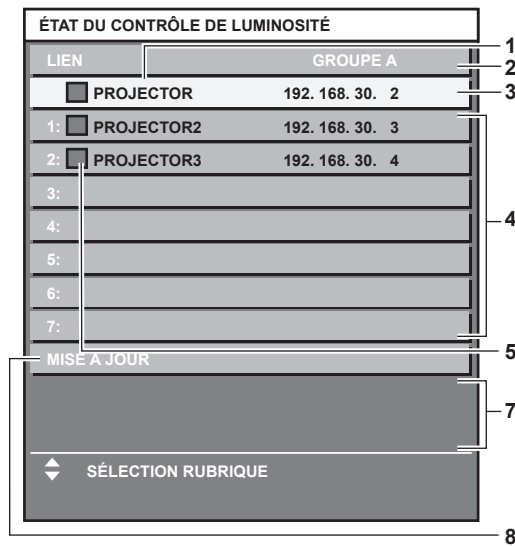 ÉTAT DU CONTRÔLE DE LUMINOSITÉ
LIEN GROUPE A
PROJECTOR 192. 168. 30. 2
1: PROJECTOR2 192. 168. 30. 3
2: PROJECTOR3 192. 168. 30. 4
3:
4:
5:
6:
7:
MISE A JOUR
SÉLECTION RUBRIQUE
1
2
3
4
5
7
8